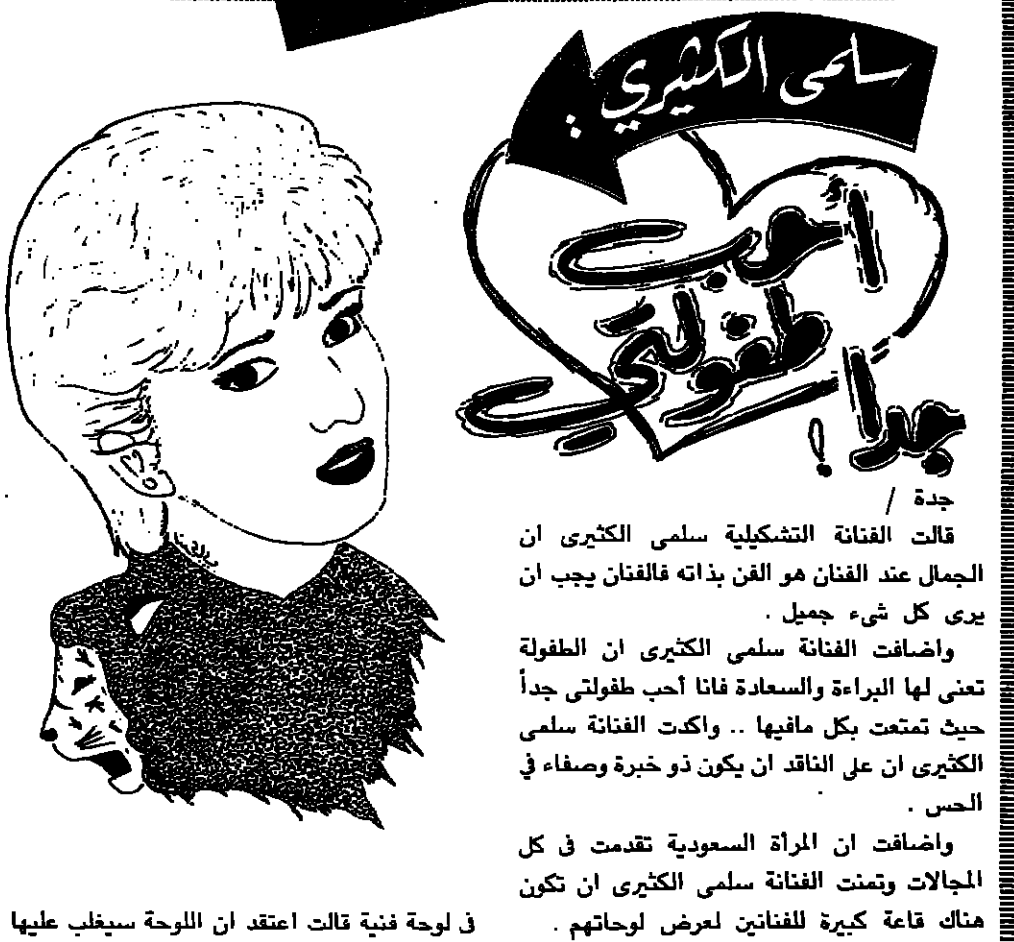 سلمى الكثيري :
أحب
طفولتي
جداً !
جدة /
قالت الفنانة التشكيلية سلمى الكثيرى ان
الجمال عند الفنان هو الفن بذاته فالفنان يجب ان
يرى كل شىء جميل .
واضافت الفنانة سلمى الكثيرى ان الطفولة
تعنى لها البراءة والسعادة فانا أحب طفولتى جداً
حيث تمتعت بكل مافيها .. واكدت الفنانة سلمى
الكثيرى ان على الناقد ان يكون ذو خبرة وصفاء في
الحس .
واضافت ان المرأة السعودية تقدمت فى كل
المجالات وتمنت الفنانة سلمى الكثيرى ان تكون
هناك قاعة كبيرة للفنانين لعرض لوحاتهم .
فى لوحة فنية قالت اعتقد ان اللوحة سيغلب عليها